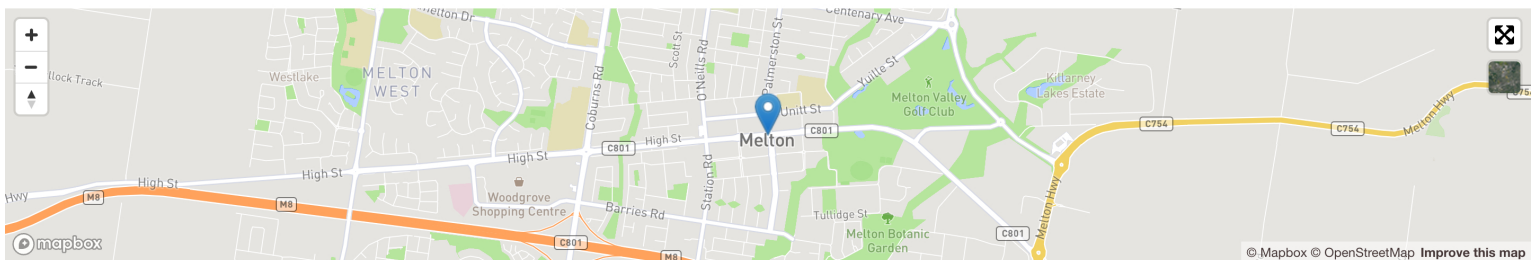 Centenary Ave
Scott St
O'Neills Rd
Palmerston St
Yuille St
Westlake
MELTON
WEST
Coburns Rd
Killarney
Lakes Estate
Melton Valley
Golf Club
Unitt St
C754
Melton Hwy
C754
C754
C801
Melton
High St
C801
High St
High St
High St
Hwy
M8
M8
Woodgrove
Shopping Centre
Station Rd
Barries Rd
Tullidge St
Melton Botanic
Garden
C801
Melton Hwy
C801
M8
mapbox
© Mapbox © OpenStreetMap Improve this map